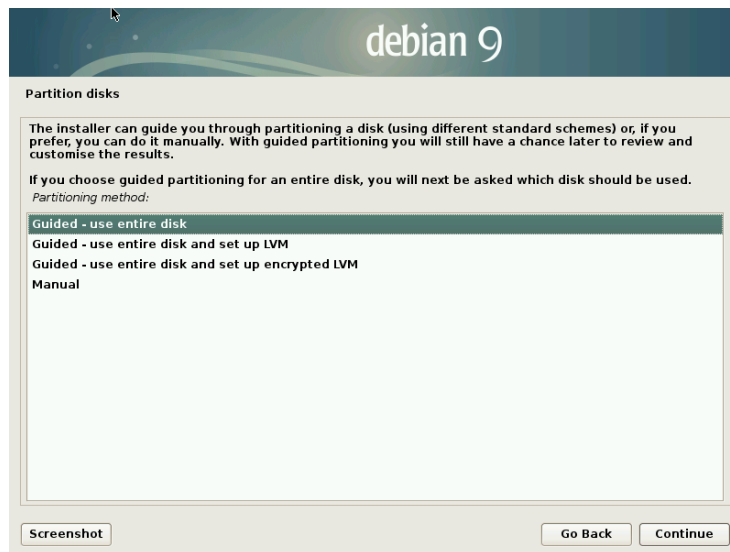 debian 9
Partition disks
The installer can guide you through partitioning a disk (using different standard schemes) or, if you
prefer, you can do it manually. With guided partitioning you will still have a chance later to review and
customise the results.
If you choose guided partitioning for an entire disk, you will next be asked which disk should be used.
Partitioning method:
Guided - use entire disk
Guided - use entire disk and set up LVM
Guided - use entire disk and set up encrypted LVM
Manual
Screenshot
Go Back
Continue